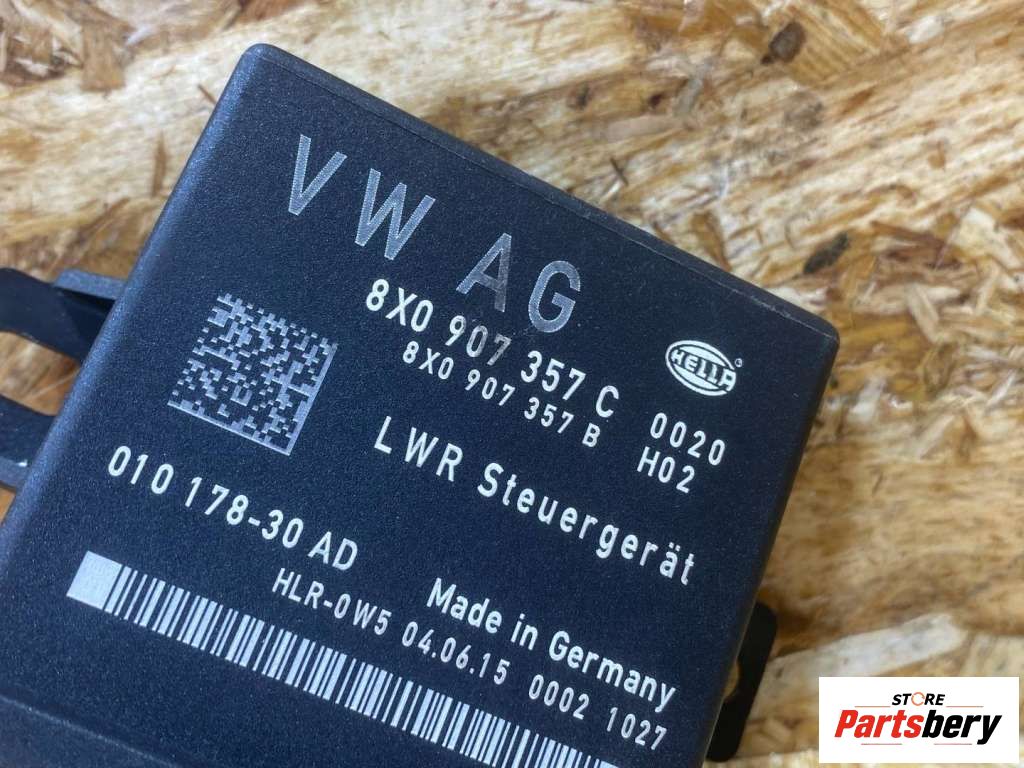 VW AG
8X0 907 357 C
8X0 907 357 B
HELLA
0020
H02
LWR Steuergerät
010 178-30 AD
Made in Germany
HLR-0W5 04.06.15 0002 1027
STORE
Partsbery